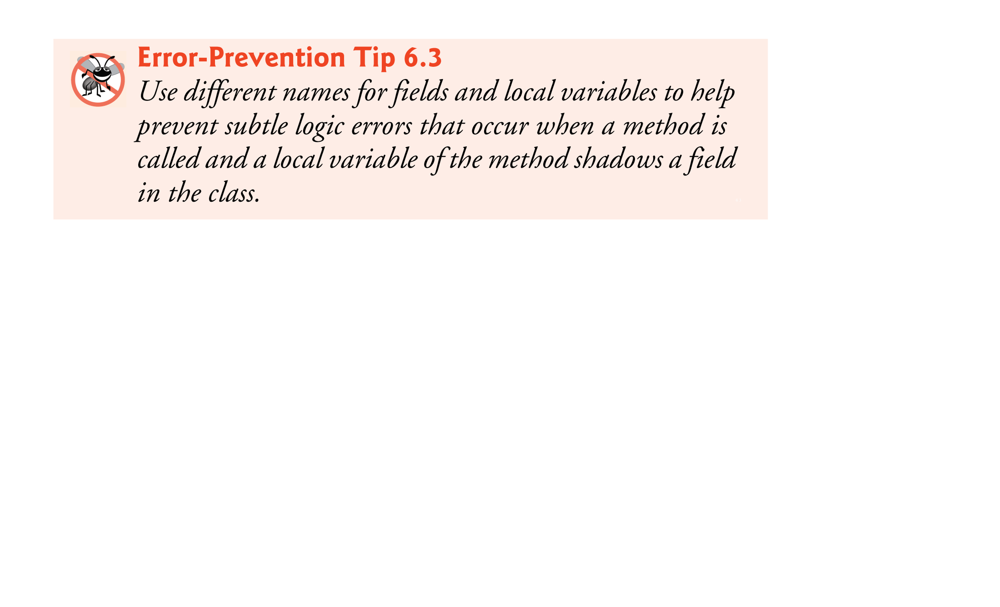 Error-Prevention Tip 6.3
Use different names for fields and local variables to help
prevent subtle logic errors that occur when a method is
called and a local variable of the method shadows a field
in the class.